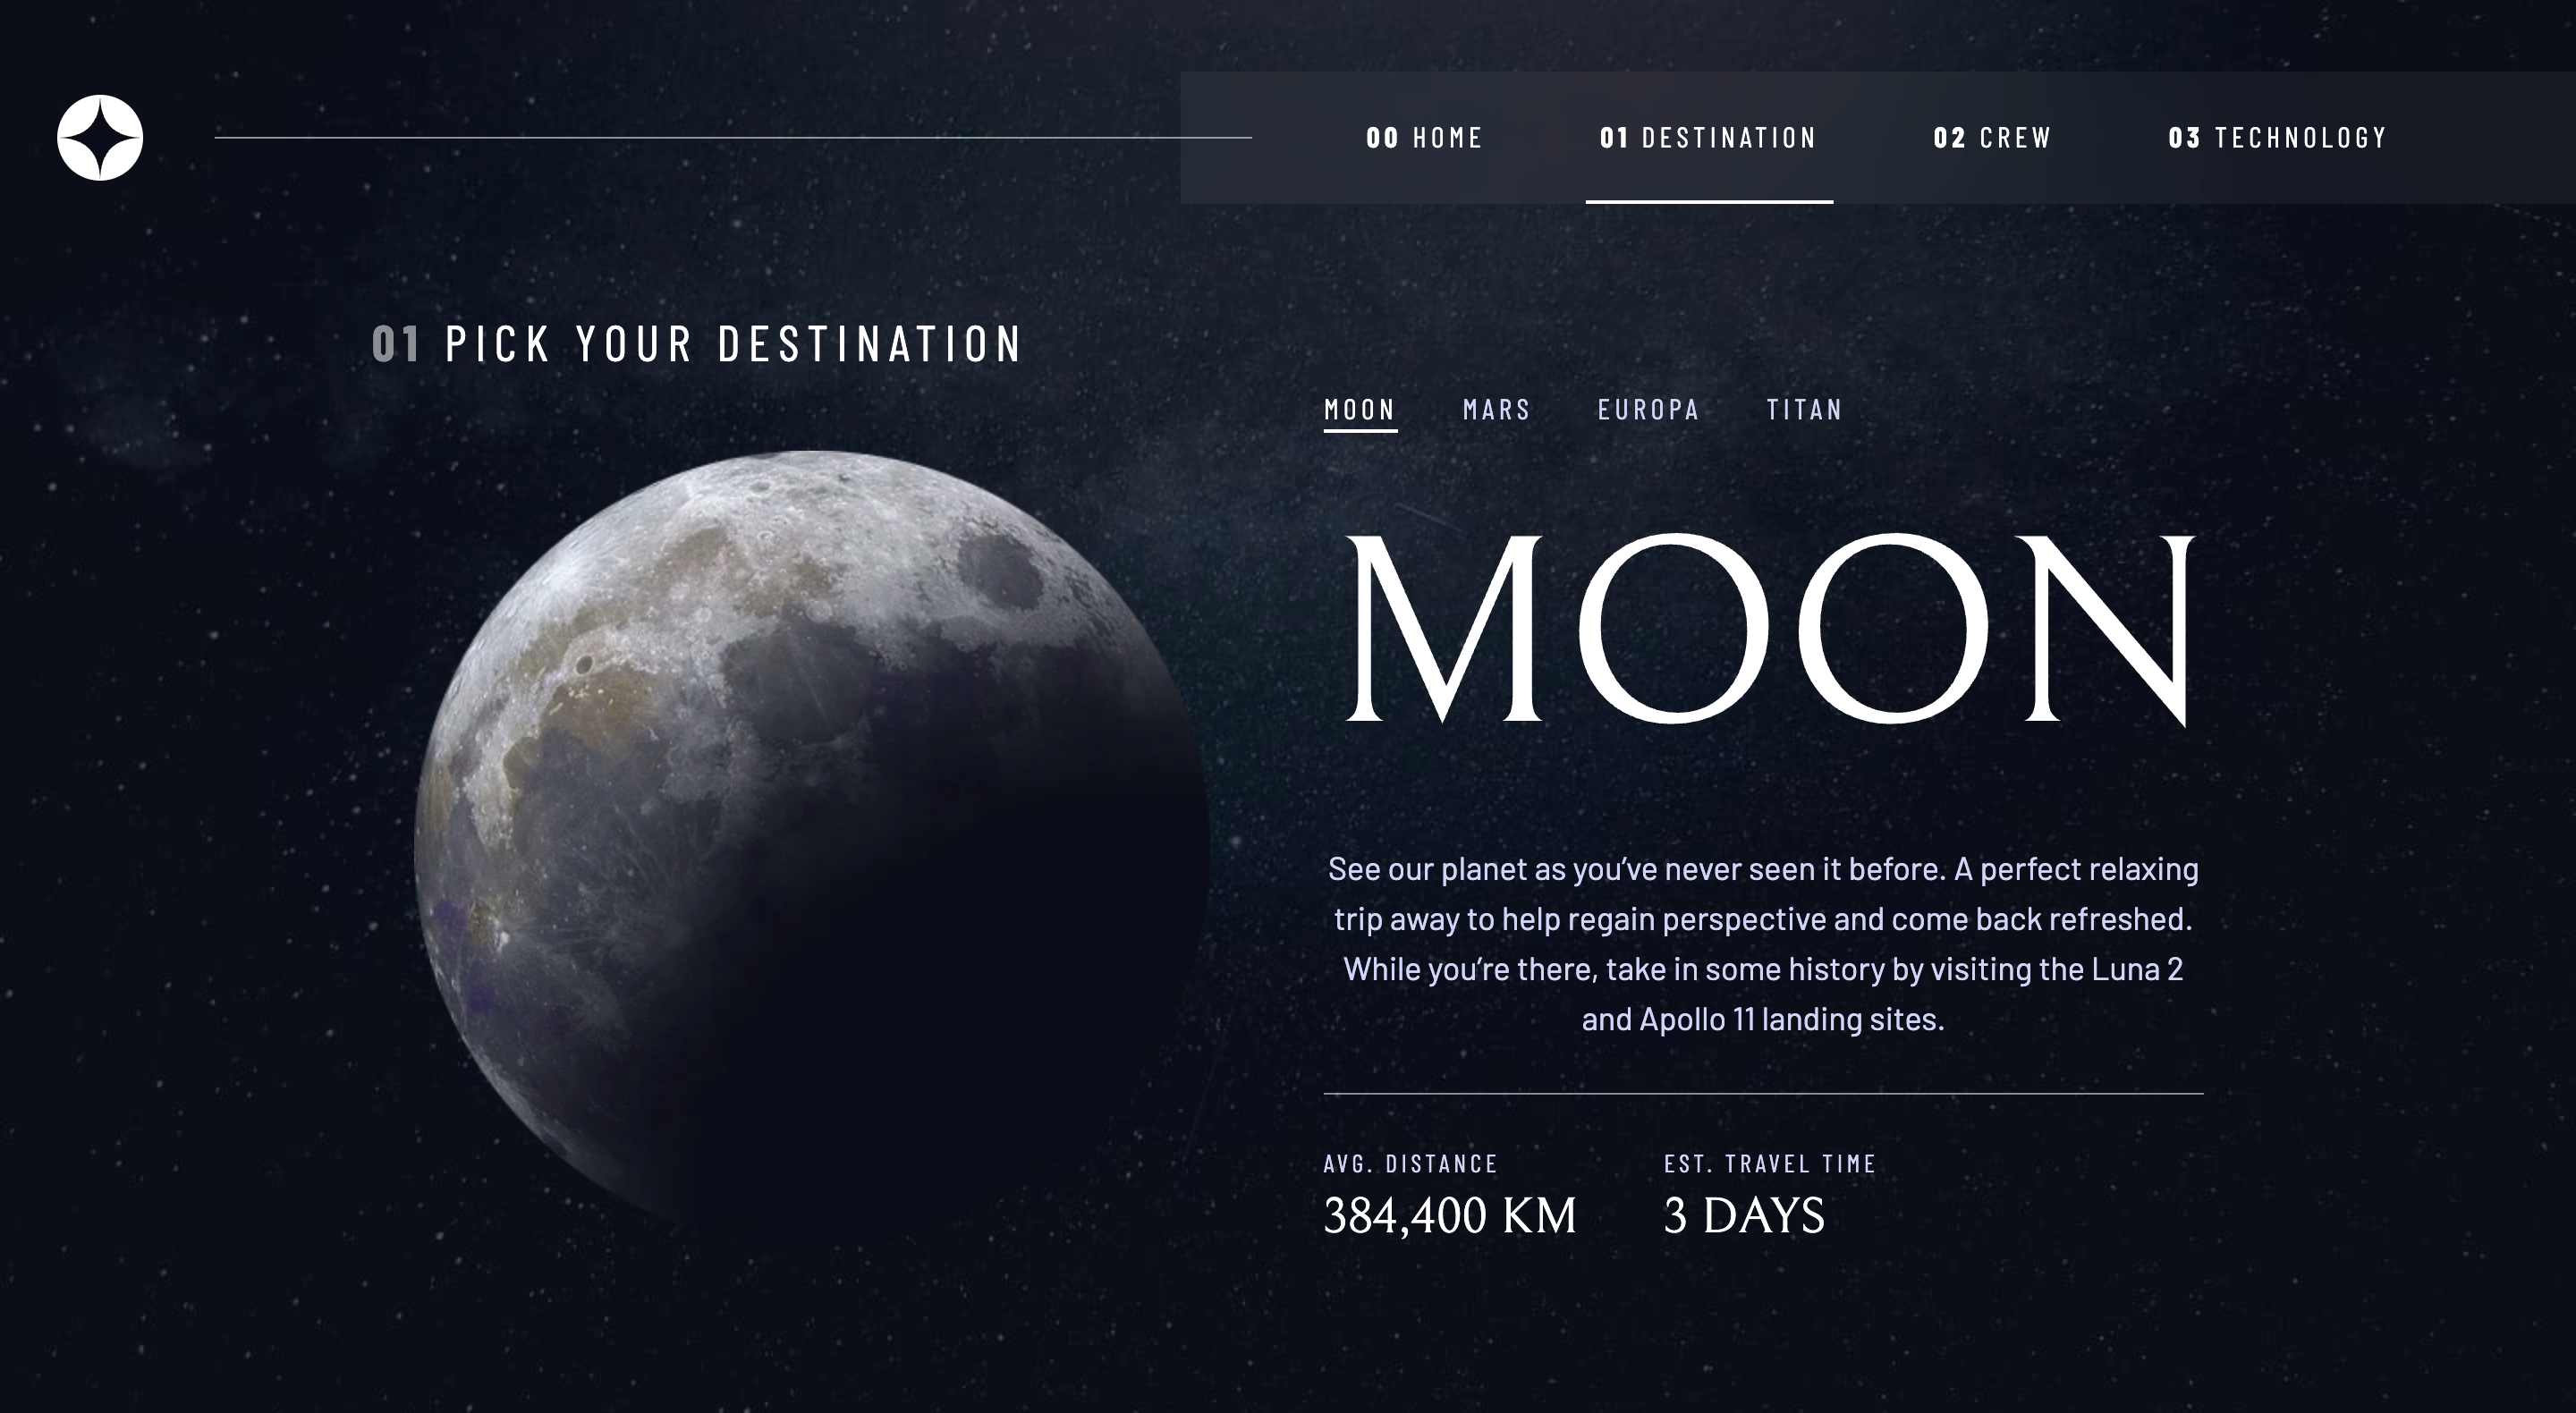 00 HOME 01 DESTINATION 02 CREW 03 TECHNOLOGY
01 PICK YOUR DESTINATION
MOON MARS EUROPA TITAN
MOON
See our planet as you’ve never seen it before. A perfect relaxing
trip away to help regain perspective and come back refreshed.
While you’re there, take in some history by visiting the Luna 2
and Apollo 11 landing sites.
AVG. DISTANCE
384,400 KM
EST. TRAVEL TIME
3 DAYS